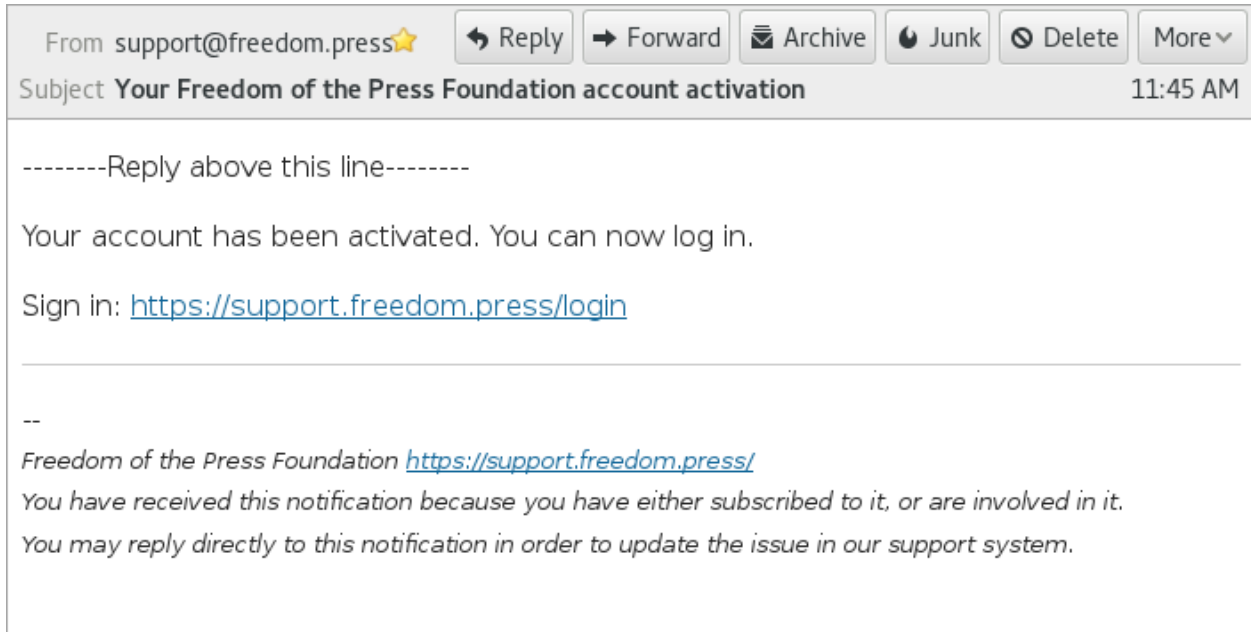 From support@freedom.press Reply Forward Archive Junk Delete More
Subject Your Freedom of the Press Foundation account activation 11:45 AM
--------Reply above this line--------
Your account has been activated. You can now log in.
Sign in: https://support.freedom.press/login
--
Freedom of the Press Foundation https://support.freedom.press/
You have received this notification because you have either subscribed to it, or are involved in it.
You may reply directly to this notification in order to update the issue in our support system.